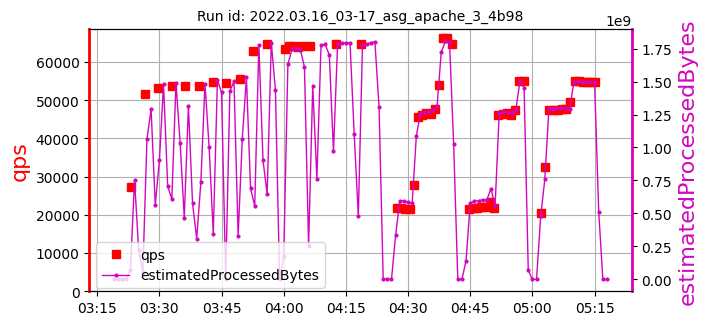 Run id: 2022.03.16_03-17_asg_apache_3_4b98
1e9
qps
60000
50000
40000
30000
20000
10000
0
estimatedProcessedBytes
1.75
1.50
1.25
1.00
0.75
0.50
0.25
0.00
qps
estimatedProcessedBytes
03:15 03:30 03:45 04:00 04:15 04:30 04:45 05:00 05:15